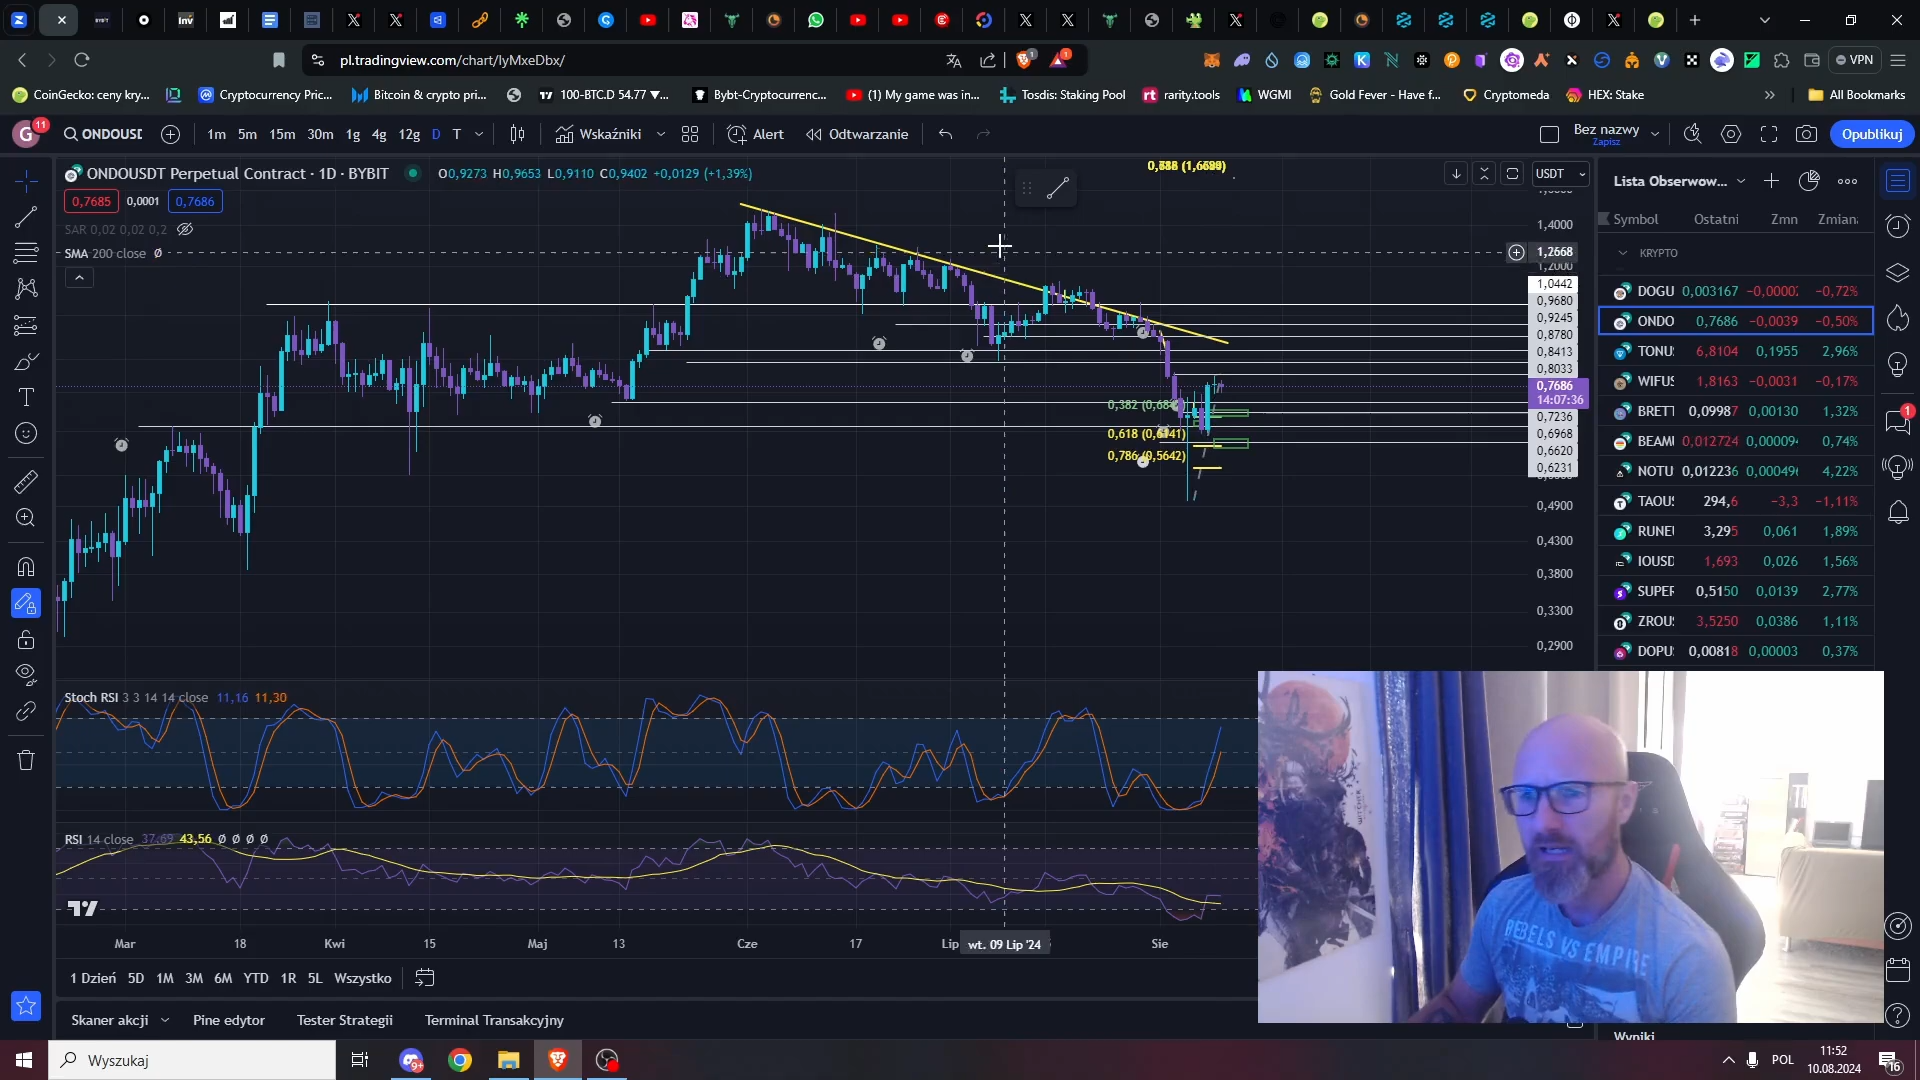 pl.tradingview.com/chart/IyMxeDbx/
VPN
CoinGecko: ceny kry...
Cryptocurrency Pric...
Bitcoin & crypto pri...
100-BTC.D 54.77 ▼...
Bybt-Cryptocurrenc...
(1) My game was in...
Tosdis: Staking Pool
rarity.tools
WGMI
Gold Fever - Have f...
Cryptomeda
HEX: Stake
All Bookmarks
G 11
1m 5m 15m 30m 1g 4g 12g D T
Wskaźniki
Alert
Odtwarzanie
Bez nazwy
Zapisz
Opublikuj
ONDOUSDT Perpetual Contract · 1D · BYBIT
O0,9273 H0,9653 L0,9110 C0,9402 +0,0129 (+1,39%)
0,7685 0,0001 0,7686
SAR 0,02 0,02 0,2
SMA 200 close Ø
USDT
1,4000
1,2668
1,2000
1,0442
0,9680
0,9245
0,8780
0,8413
0,8033
0,7686
14:07:36
0,7236
0,6968
0,6620
0,6231
0,4900
0,4300
0,3800
0,3300
0,2900
0,618
0,786 (0,5642)
Stoch RSI 3 3 14 14 close 11,16 11,30
RSI 14 close 37,69 43,56 Ø Ø Ø Ø
Mar 18 Kwi 15 Maj 13 Cze 17 Lip wt. 09 Lip '24 Sie
1 Dzień 5D 1M 3M 6M YTD 1R 5L Wszystko
Skaner akcji
Pine edytor
Tester Strategii
Terminal Transakcyjny
Lista Obserwow...
Symbol Ostatni Zmn Zmian
KRYPTO
DOGU 0,003167 −0,72%
ONDO 0,7686 −0,0039 −0,50%
TONU 6,8104 0,1955 2,96%
WIFUS 1,8163 −0,0031 −0,17%
BRETT 0,09987 0,00130 1,32%
BEAM 0,012724 0,000094 0,74%
NOTU 0,012236 0,000496 4,22%
TAOUS 294,6 −3,3 −1,11%
RUNE 3,295 0,061 1,89%
IOUSD 1,693 0,026 1,56%
SUPER 0,5150 0,0139 2,77%
ZROUS 3,5250 0,0386 1,11%
DOPU 0,00818 0,00003 0,37%
REBELS VS EMPIRE
Wyniki
Wyszukaj
POL
11:52
10.08.2024
16